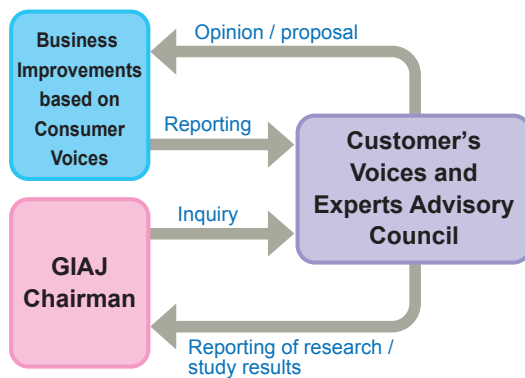 Business
Improvements
based on
Consumer
Voices
Opinion / proposal
Reporting
Customer's
Voices and
Experts Advisory
Council
Inquiry
GIAJ
Chairman
Reporting of research /
study results